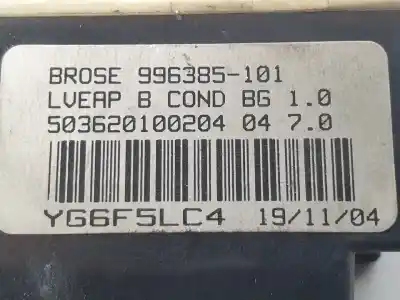 BROSE 996385-101
LVEAP B COND BG 1.0
503620100204 04 7.0
YG6F5LC4 19/11/04